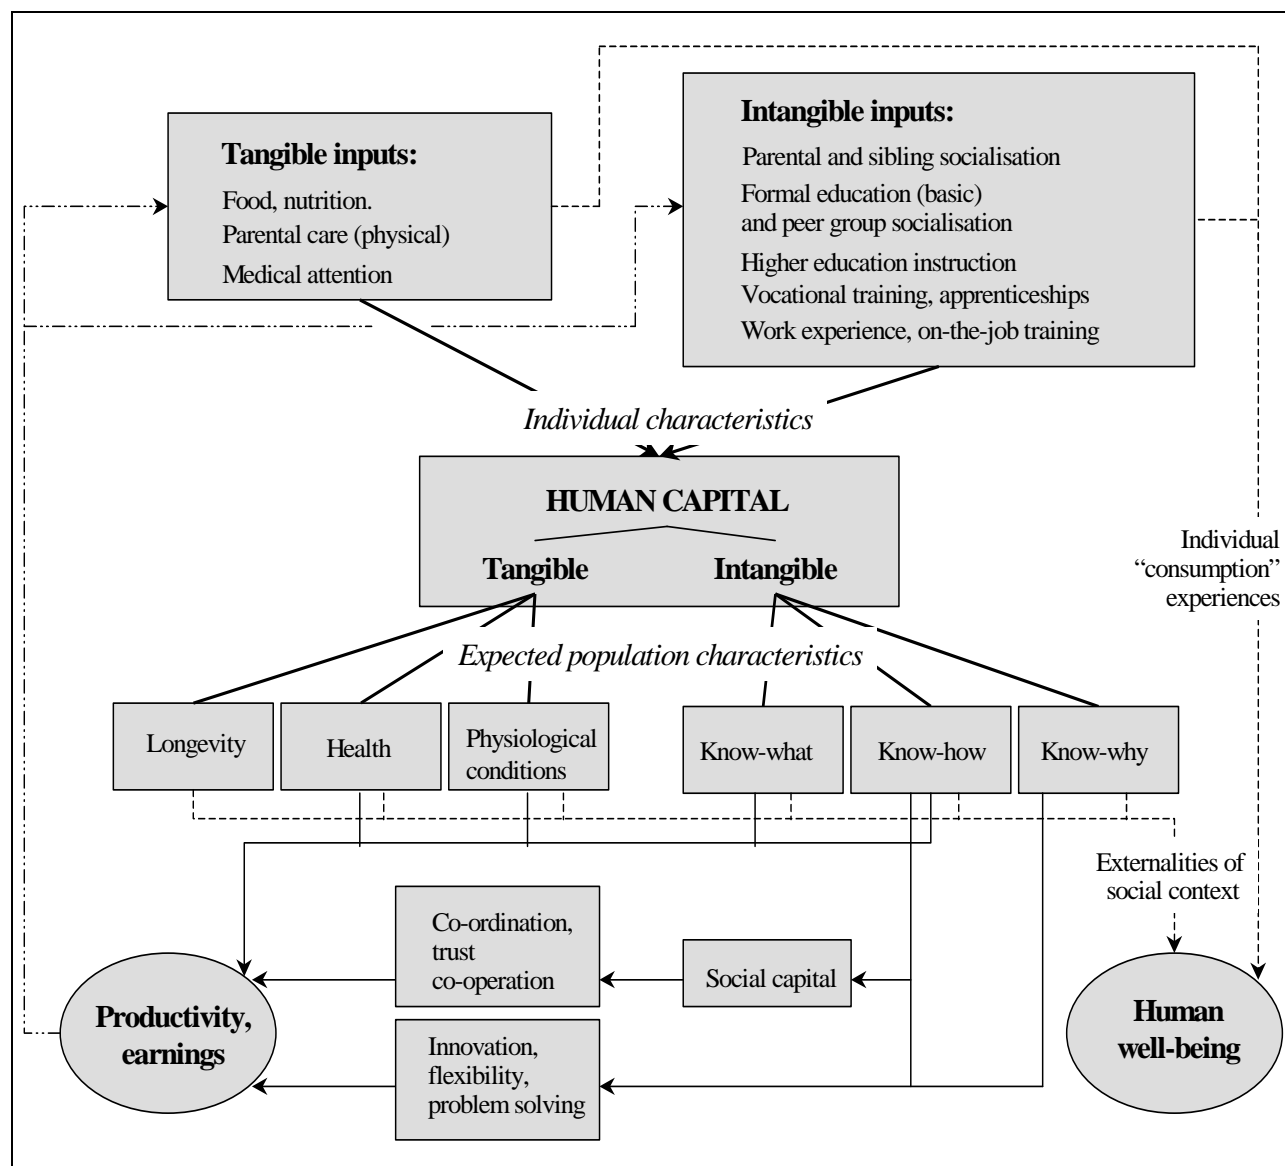 Tangible inputs:
Food, nutrition.
Parental care (physical)
Medical attention
Intangible inputs:
Parental and sibling socialisation
Formal education (basic)
and peer group socialisation
Higher education instruction
Vocational training, apprenticeships
Work experience, on-the-job training
Individual characteristics
HUMAN CAPITAL
Tangible
Intangible
Individual
“consumption”
experiences
Expected population characteristics
Longevity
Health
Physiological
conditions
Know-what
Know-how
Know-why
Externalities of
social context
Co-ordination,
trust
co-operation
Social capital
Productivity,
earnings
Innovation,
flexibility,
problem solving
Human
well-being